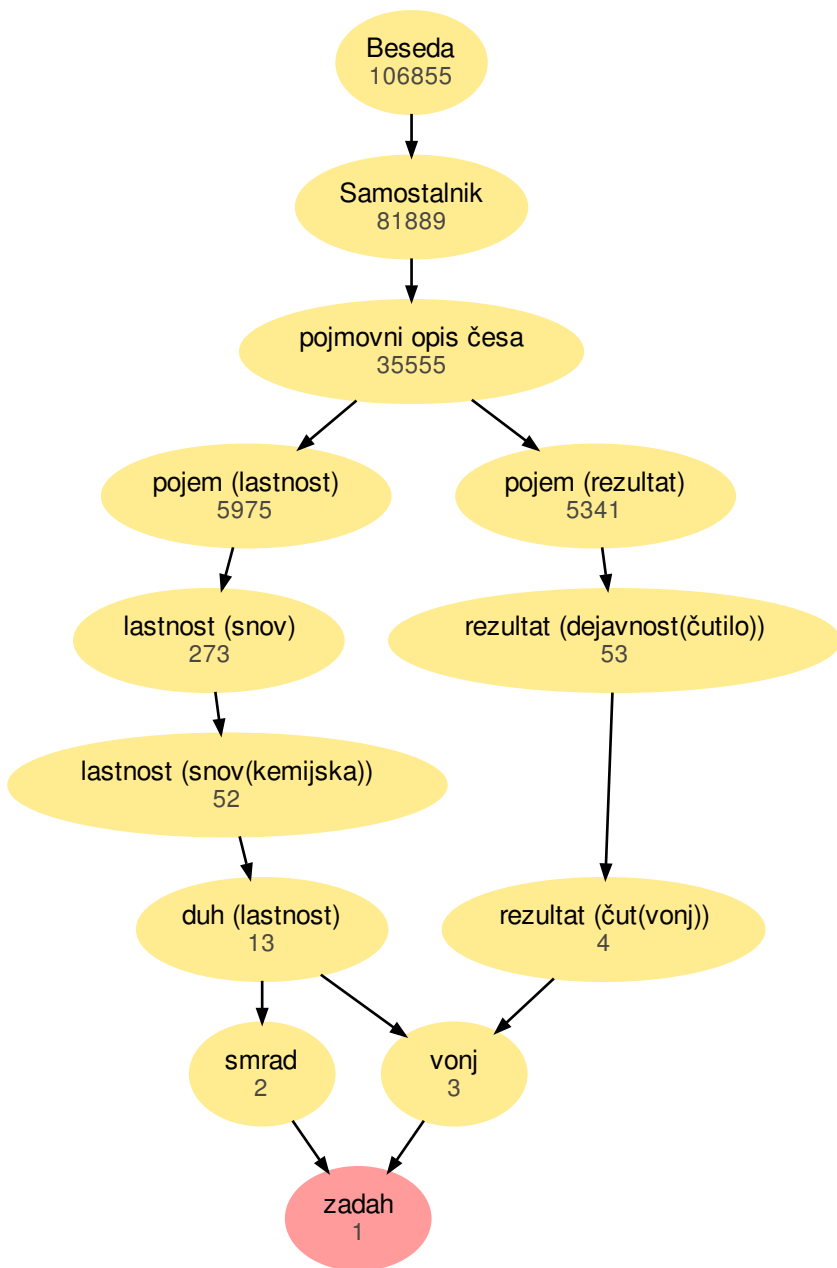 Beseda
106855
Samostalnik
81889
pojmovni opis česa
35555
pojem (lastnost)
5975
pojem (rezultat)
5341
lastnost (snov)
273
rezultat (dejavnost(čutilo))
53
lastnost (snov(kemijska))
52
duh (lastnost)
13
rezultat (čut(vonj))
4
smrad
2
vonj
3
zadah
1